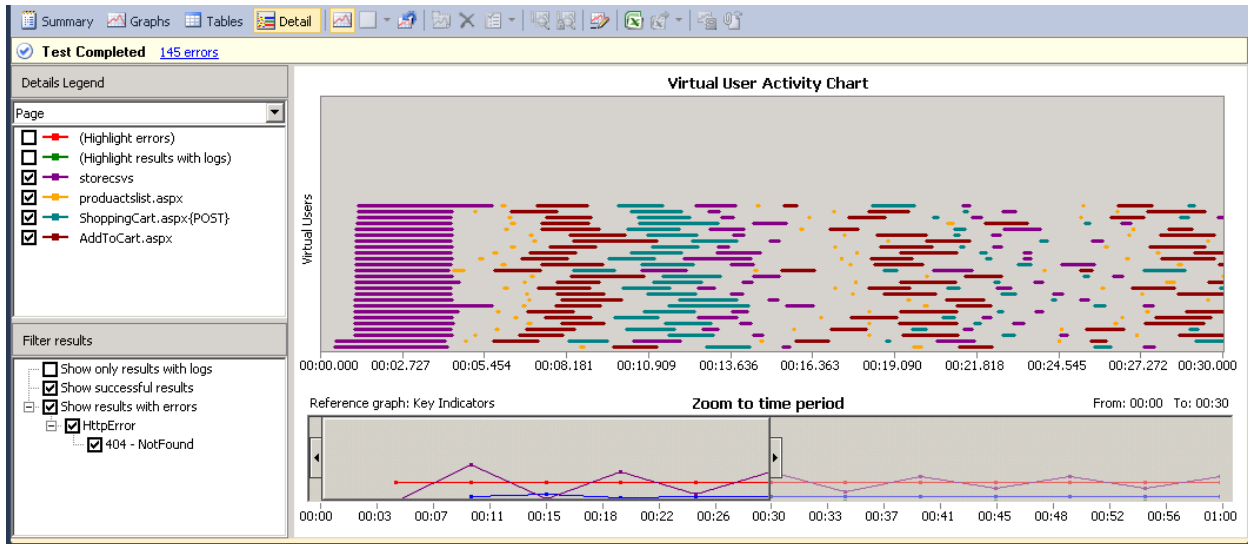 Summary Graphs Tables Detail
Test Completed 145 errors
Details Legend
Page
(Highlight errors)
(Highlight results with logs)
storecsvs
produactslist.aspx
ShoppingCart.aspx{POST}
AddToCart.aspx
Filter results
Show only results with logs
Show successful results
Show results with errors
HttpError
404 - NotFound
Virtual User Activity Chart
Virtual Users
00:00.000 00:02.727 00:05.454 00:08.181 00:10.909 00:13.636 00:16.363 00:19.090 00:21.818 00:24.545 00:27.272 00:30.000
Reference graph: Key Indicators Zoom to time period From: 00:00 To: 00:30
00:00 00:03 00:07 00:11 00:15 00:18 00:22 00:26 00:30 00:33 00:37 00:41 00:45 00:48 00:52 00:56 01:00